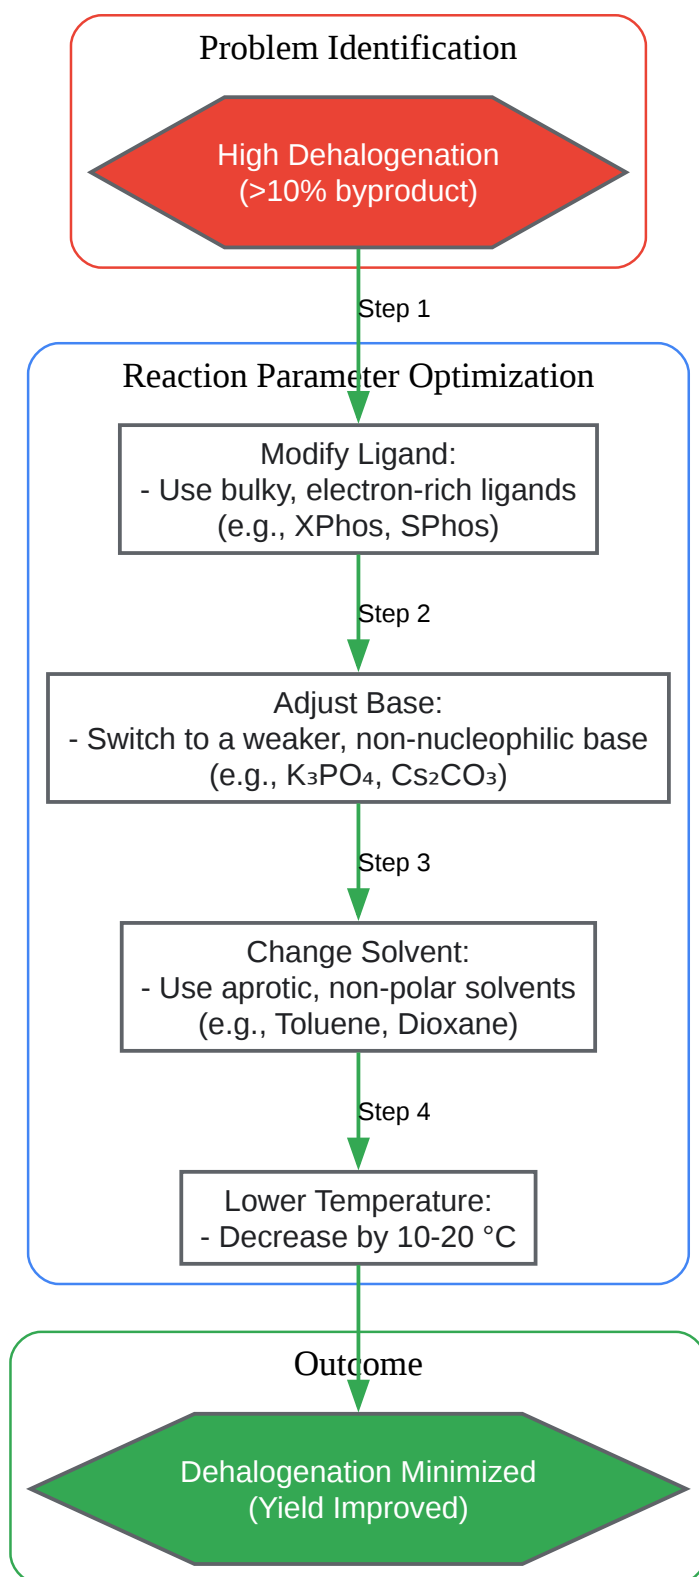 Problem Identification
High Dehalogenation
(>10% byproduct)
Step 1
Reaction Parameter Optimization
Modify Ligand:
- Use bulky, electron-rich ligands
(e.g., XPhos, SPhos)
Step 2
Adjust Base:
- Switch to a weaker, non-nucleophilic base
(e.g., K₃PO₄, Cs₂CO₃)
Step 3
Change Solvent:
- Use aprotic, non-polar solvents
(e.g., Toluene, Dioxane)
Step 4
Lower Temperature:
- Decrease by 10-20 °C
Outcome
Dehalogenation Minimized
(Yield Improved)